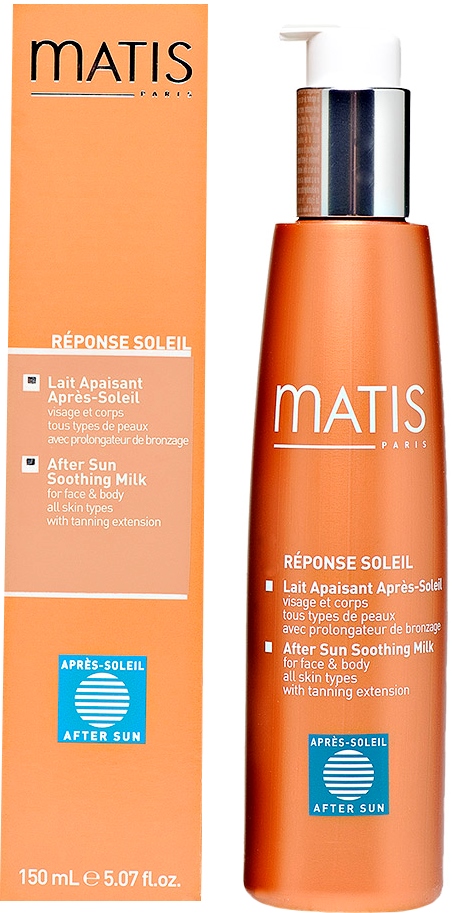 MATIS
PARIS
RÉPONSE SOLEIL
Lait Apaisant
Après-Soleil
visage et corps
tous types de peaux
avec prolongateur de bronzage
After Sun
Soothing Milk
for face & body
all skin types
with tanning extension
APRÈS-SOLEIL
AFTER SUN
150 mL ℮ 5.07 fl.oz.
MATIS
PARIS
RÉPONSE SOLEIL
Lait Apaisant Après-Soleil
visage et corps
tous types de peaux
avec prolongateur de bronzage
After Sun Soothing Milk
for face & body
all skin types
with tanning extension
APRÈS-SOLEIL
AFTER SUN